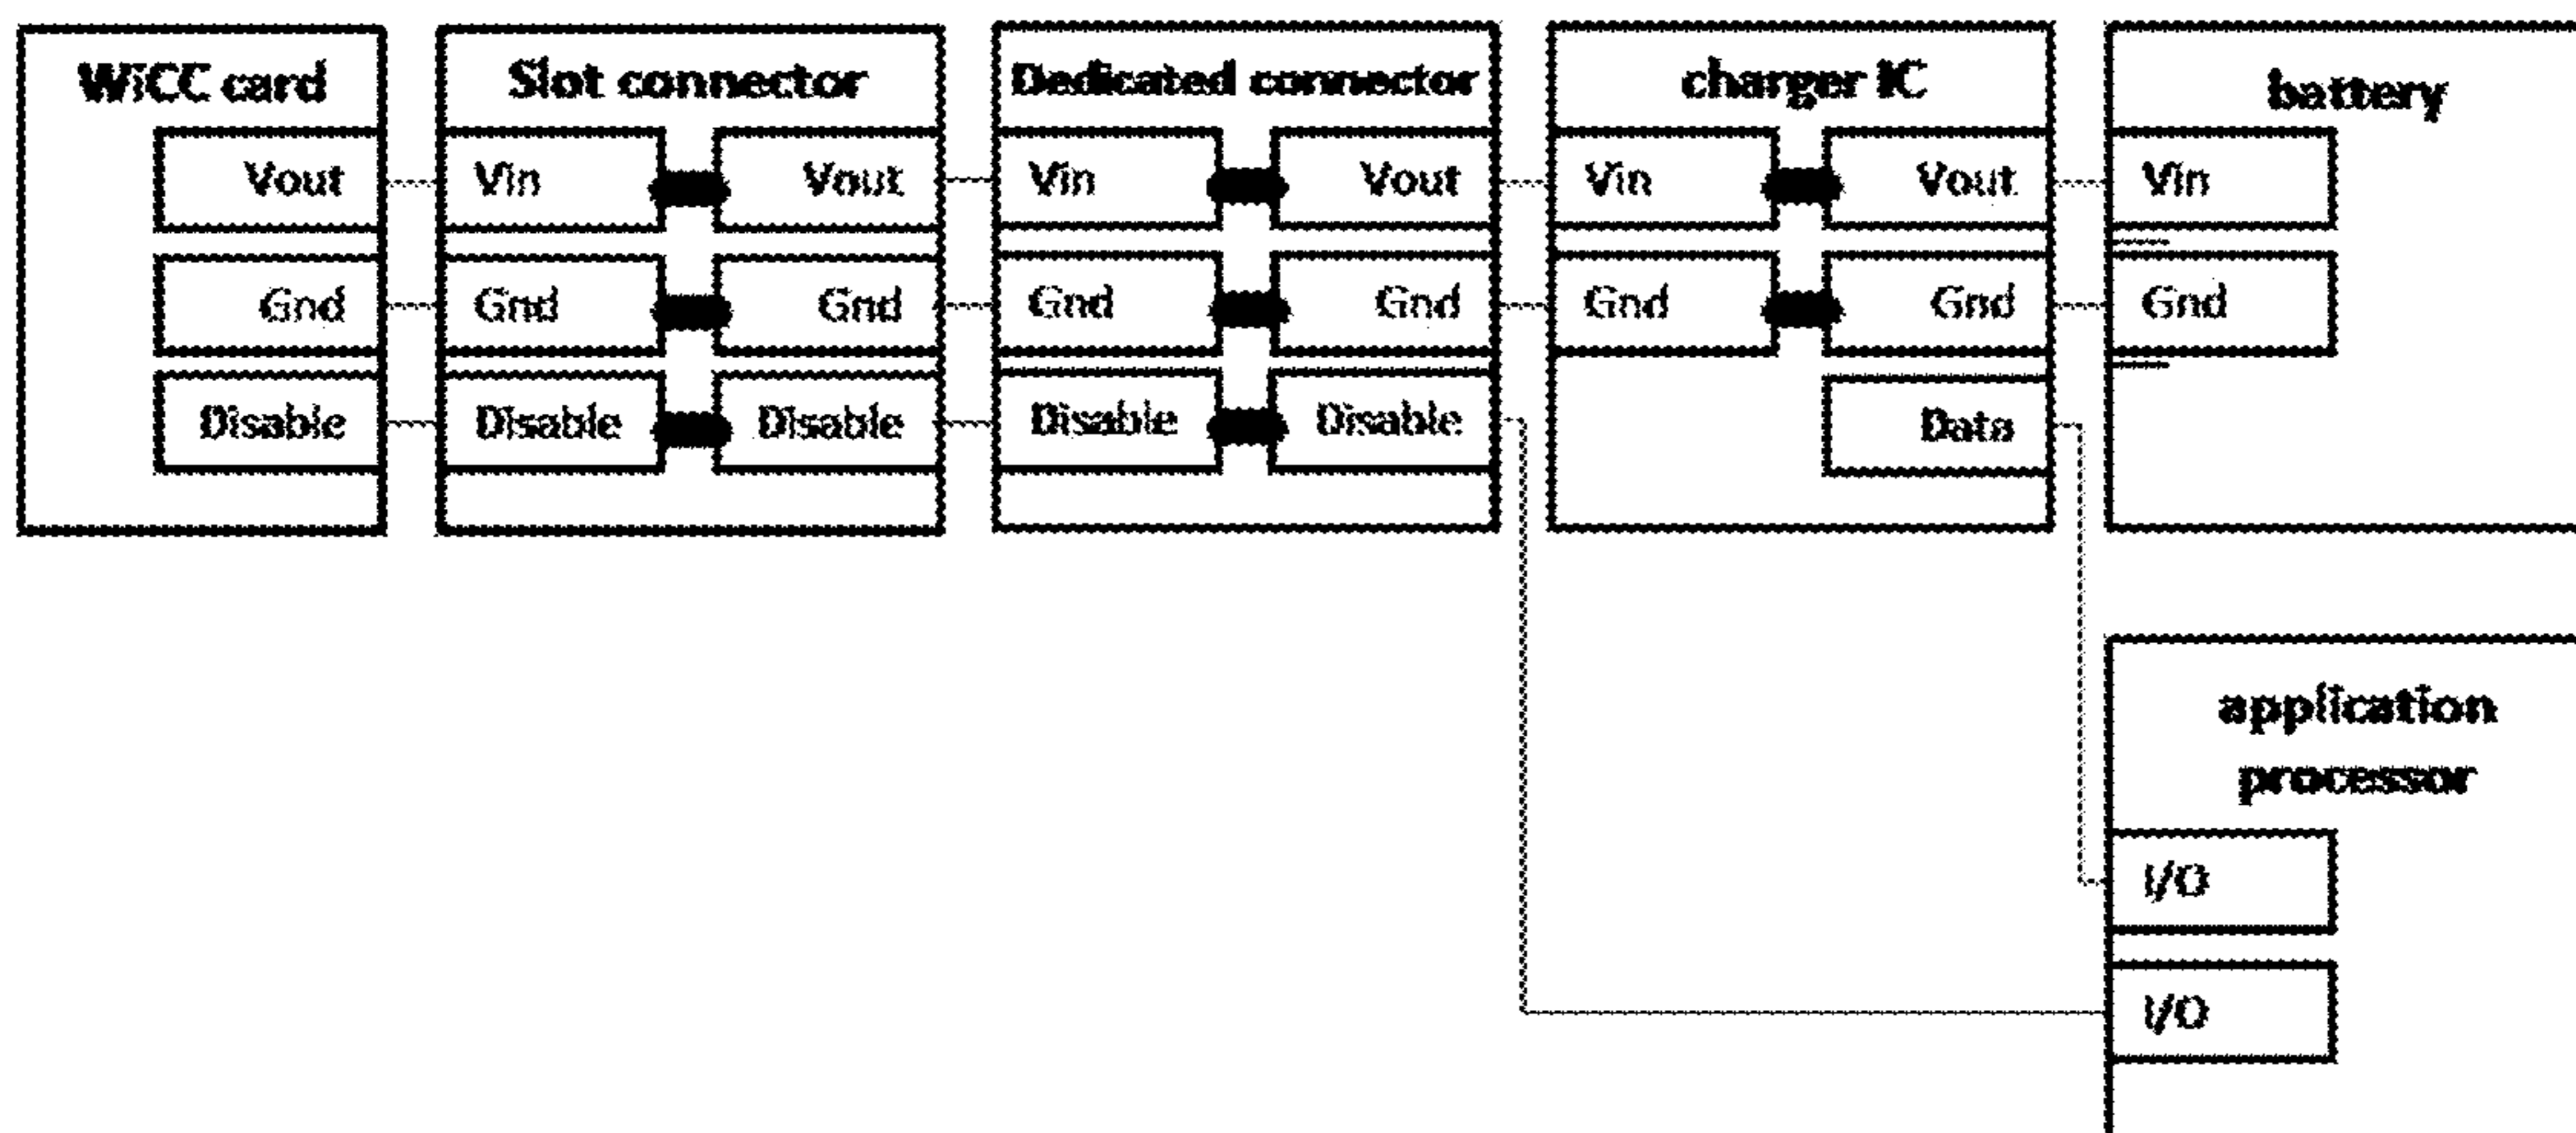 WiCC card
Slot connector
Dedicated connector
charger IC
battery
Vout
Vin
Vout
Vin
Vout
Vin
Vout
Vin
Gnd
Gnd
Gnd
Gnd
Gnd
Gnd
Gnd
Gnd
Disable
Disable
Disable
Disable
Disable
Data
application
processor
I/O
I/O